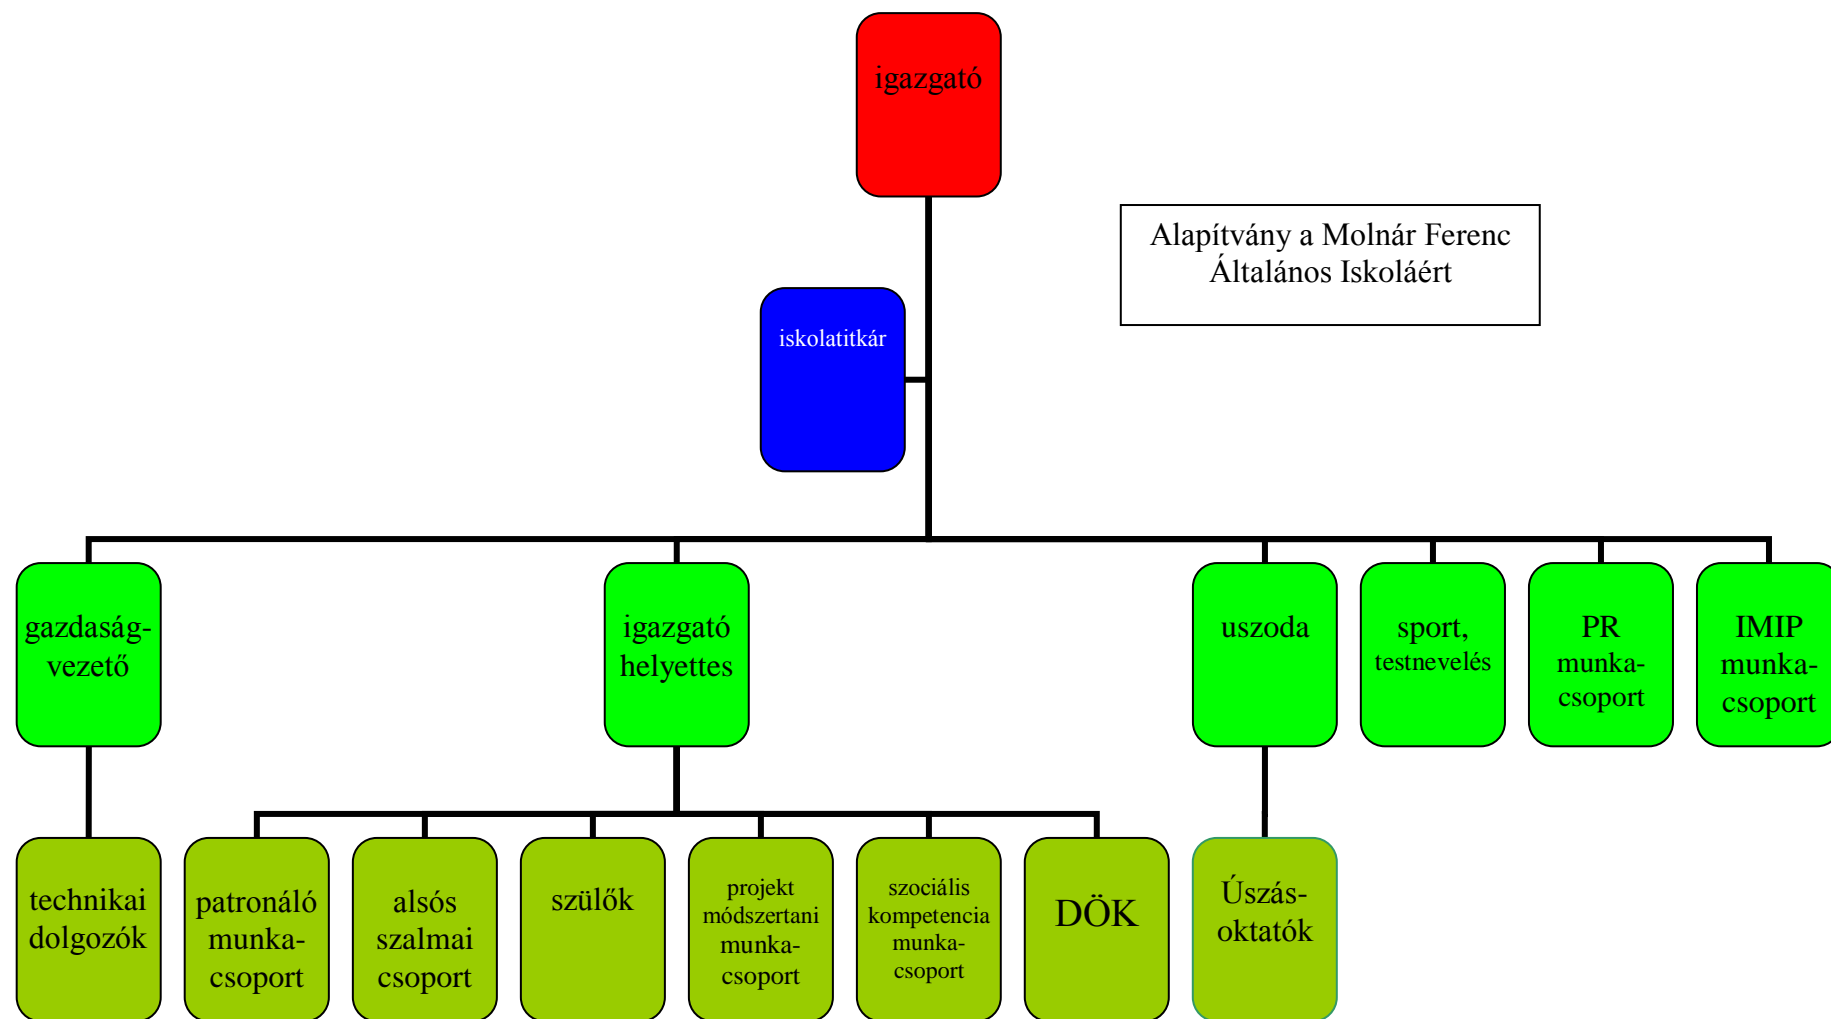 igazgató
Alapítvány a Molnár Ferenc
Általános Iskoláért
iskolatitkár
gazdaság-
vezető
igazgató
helyettes
uszoda
sport,
testnevelés
PR
munka-
csoport
IMIP
munka-
csoport
technikai
dolgozók
patronáló
munka-
csoport
alsós
szalmai
csoport
szülők
projekt
módszertani
munka-
csoport
szociális
kompetencia
munka-
csoport
DÖK
Úszás-
oktatók